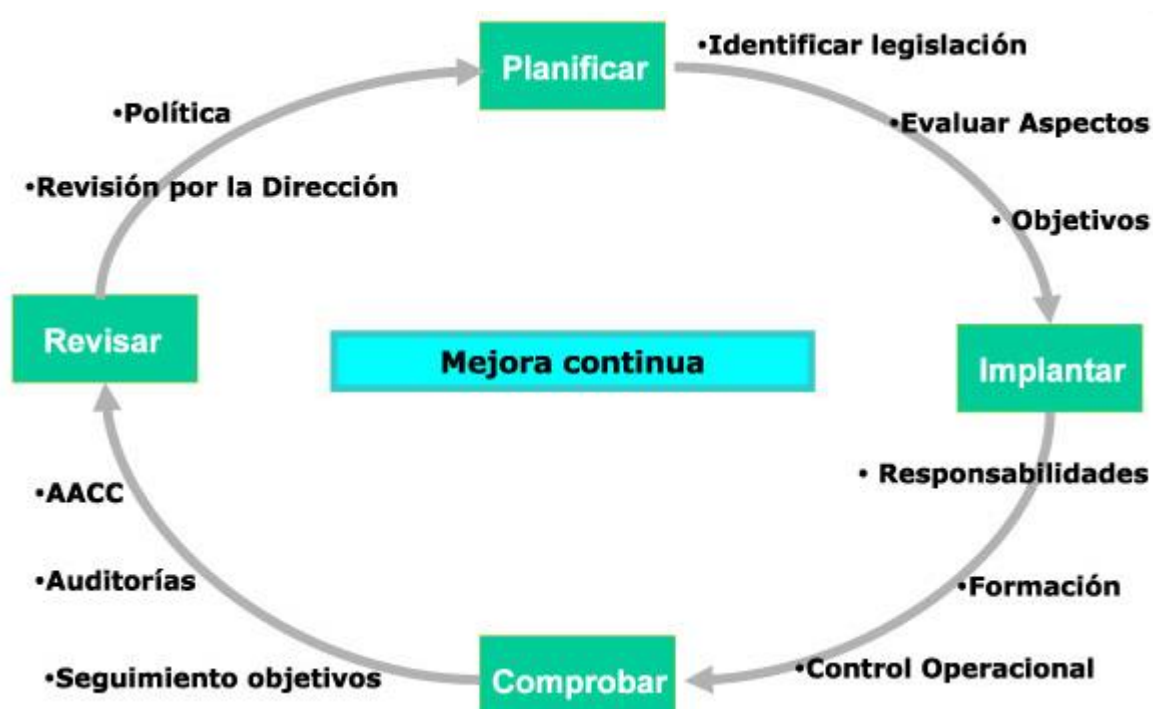 Planificar
•Identificar legislación
•Evaluar Aspectos
• Objetivos
Implantar
• Responsabilidades
•Formación
•Control Operacional
Comprobar
•Seguimiento objetivos
•Auditorías
•AACC
Revisar
•Revisión por la Dirección
•Política
Mejora continua